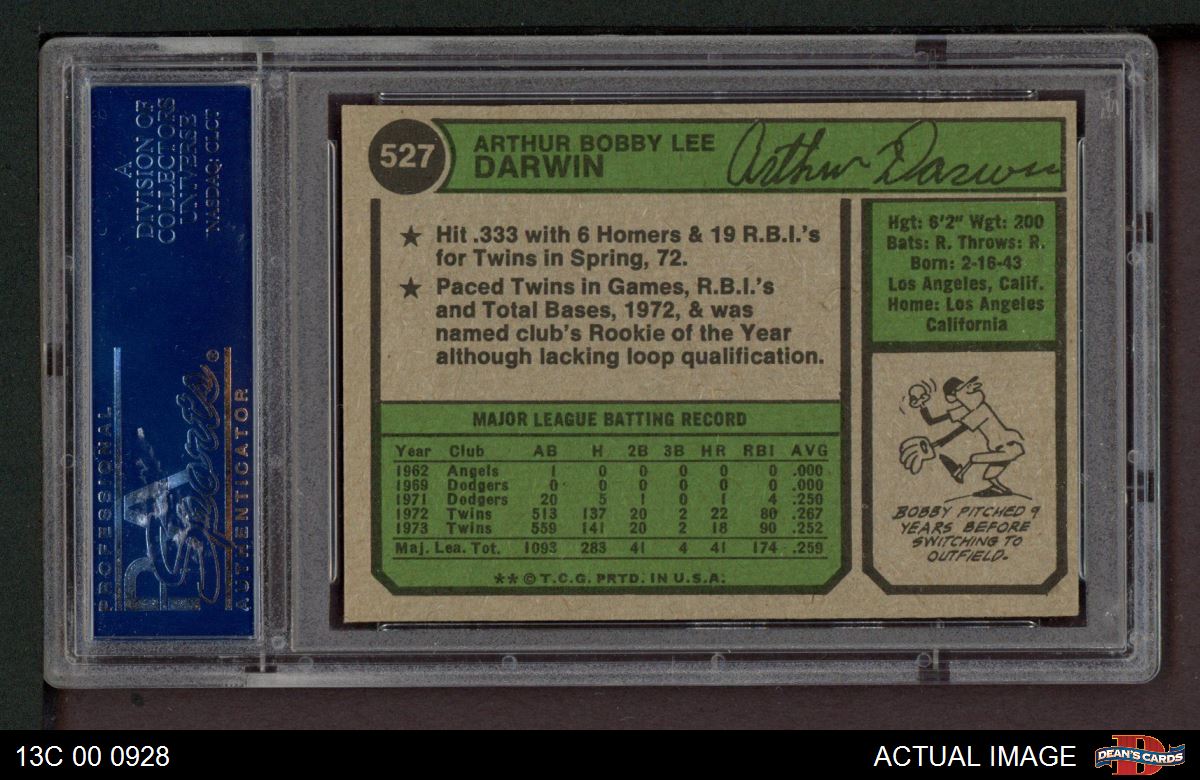 A
DIVISION OF
COLLECTORS
UNIVERSE
NASDAQ: CLCT
PROFESSIONAL
PSA
Sports®
AUTHENTICATOR
527
ARTHUR BOBBY LEE
DARWIN
Arthur Darwin
★ Hit .333 with 6 Homers & 19 R.B.I.'s
for Twins in Spring, 72.
★ Paced Twins in Games, R.B.I.'s
and Total Bases, 1972, & was
named club's Rookie of the Year
although lacking loop qualification.
MAJOR LEAGUE BATTING RECORD
Year Club AB H 2B 3B HR RBI AVG
1962 Angels 1 0 0 0 0 0 .000
1969 Dodgers 0 0 0 0 0 0 .000
1971 Dodgers 20 5 1 0 1 4 .250
1972 Twins 513 137 20 2 22 80 .267
1973 Twins 559 141 20 2 18 90 .252
Maj. Lea. Tot. 1093 283 41 4 41 174 .259
** © T.C.G. PRTD. IN U.S.A.
Hgt: 6'2" Wgt: 200
Bats: R. Throws: R.
Born: 2-16-43
Los Angeles, Calif.
Home: Los Angeles
California
BOBBY PITCHED 9
YEARS BEFORE
SWITCHING TO
OUTFIELD.
13C 00 0928
ACTUAL IMAGE
DEAN'S CARDS